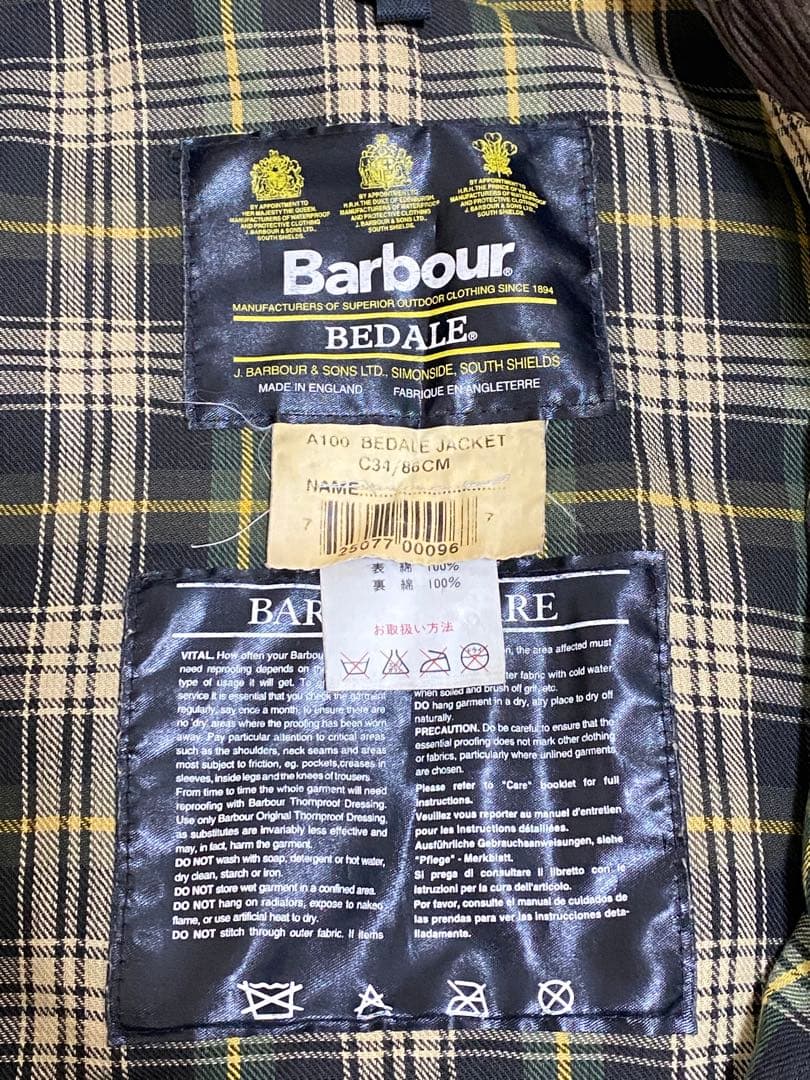 BY APPOINTMENT TO
HER MAJESTY THE QUEEN
MANUFACTURERS OF WATERPROOF
AND PROTECTIVE CLOTHING
J. BARBOUR & SONS LTD.,
SOUTH SHIELDS.
BY APPOINTMENT TO
H.R.H. THE DUKE OF EDINBURGH,
MANUFACTURERS OF WATERPROOF
AND PROTECTIVE CLOTHING
J. BARBOUR & SONS LTD.,
SOUTH SHIELDS.
BY APPOINTMENT TO
H.R.H. THE PRINCE OF
MANUFACTURERS OF WATERPROOF
AND PROTECTIVE CLOTHING
J. BARBOUR & SONS LTD.,
SOUTH SHIELDS.
Barbour®
MANUFACTURERS OF SUPERIOR OUTDOOR CLOTHING SINCE 1894
BEDALE®
J. BARBOUR & SONS LTD., SIMONSIDE, SOUTH SHIELDS
MADE IN ENGLAND FABRIQUE EN ANGLETERRE
A100 BEDALE JACKET
C34/86CM
NAME
7 25077 00096 7
表 綿 100%
裏 綿 100%
お取扱い方法
BAR RE
VITAL. How often your Barbou
need reproofing depends on th
type of usage it will get. To
service it is essential that you check the garment
regularly, say once a month, to ensure there are
no 'dry' areas where the proofing has been worn
away. Pay particular attention to critical areas
such as the shoulders, neck seams and areas
most subject to friction, eg. pockets, creases in
sleeves, inside legs and the knees of trousers.
From time to time the whole garment will need
reproofing with Barbour Thornproof Dressing.
Use only Barbour Original Thornproof Dressing,
as substitutes are invariably less effective and
may, in fact, harm the garment.
DO NOT wash with soap, detergent or hot water,
dry clean, starch or iron.
DO NOT store wet garment in a confined area.
DO NOT hang on radiators, expose to naked
flame, or use artificial heat to dry.
DO NOT stitch through outer fabric. If items
on, the area affected must
ter fabric with cold water
when soiled and brush off grit, etc.
DO hang garment in a dry, airy place to dry off
naturally.
PRECAUTION. Do be careful to ensure that the
essential proofing does not mark other clothing
or fabrics, particularly where unlined garments
are chosen.
Please refer to "Care" booklet for full
instructions.
Veuillez vous reporter au manuel d'entretien
pour les instructions détaillées.
Ausführliche Gebrauchsanweisungen, siehe
"Pflege" - Merkblatt.
Si prega di consultare il libretto con le
istruzioni per la cura dell'articolo.
Por favor, consulte el manual de cuidados de
las prendas para ver las instrucciones deta-
lladamente.